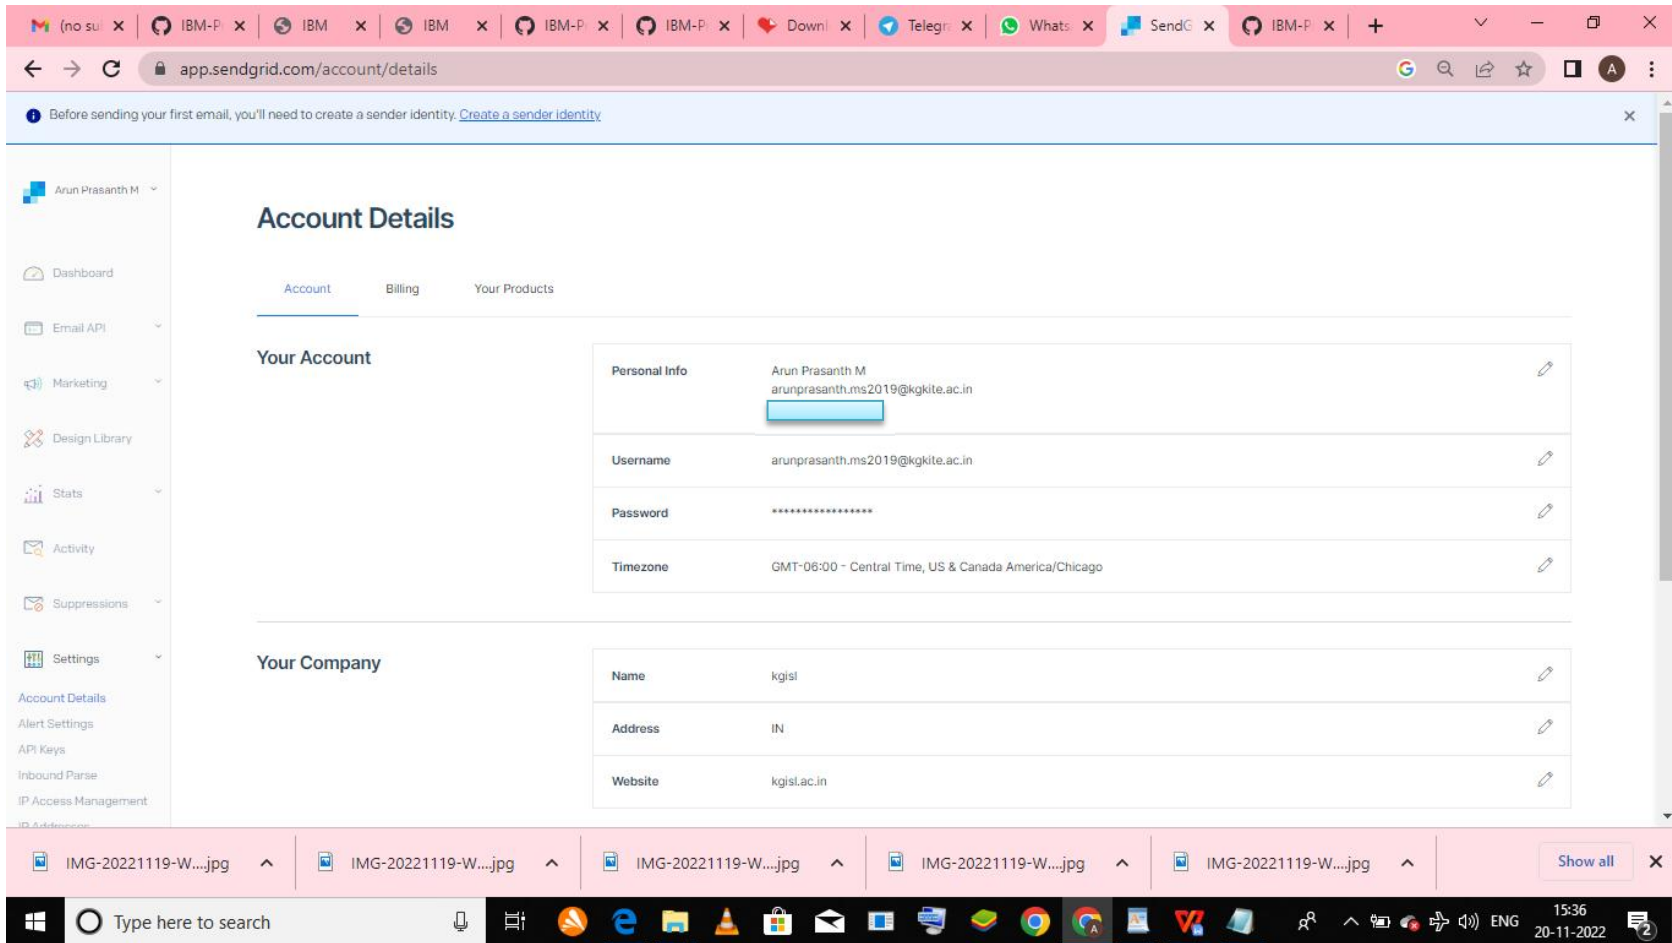 (no su
IBM-P
IBM
IBM
IBM-P
IBM-P
Downl
Telegr
Whats
SendG
IBM-P
app.sendgrid.com/account/details
A
Before sending your first email, you'll need to create a sender identity. Create a sender identity
Arun Prasanth M
Dashboard
Email API
Marketing
Design Library
Stats
Activity
Suppressions
Settings
Account Details
Alert Settings
API Keys
Inbound Parse
IP Access Management
IP Addresses
Account Details
Account Billing Your Products
Your Account
Personal Info Arun Prasanth M
arunprasanth.ms2019@kgkite.ac.in
Username arunprasanth.ms2019@kgkite.ac.in
Password *****************
Timezone GMT-06:00 - Central Time, US & Canada America/Chicago
Your Company
Name kgisl
Address IN
Website kgisl.ac.in
IMG-20221119-W....jpg
IMG-20221119-W....jpg
IMG-20221119-W....jpg
IMG-20221119-W....jpg
IMG-20221119-W....jpg
Show all
Type here to search
ENG
15:36
20-11-2022
2